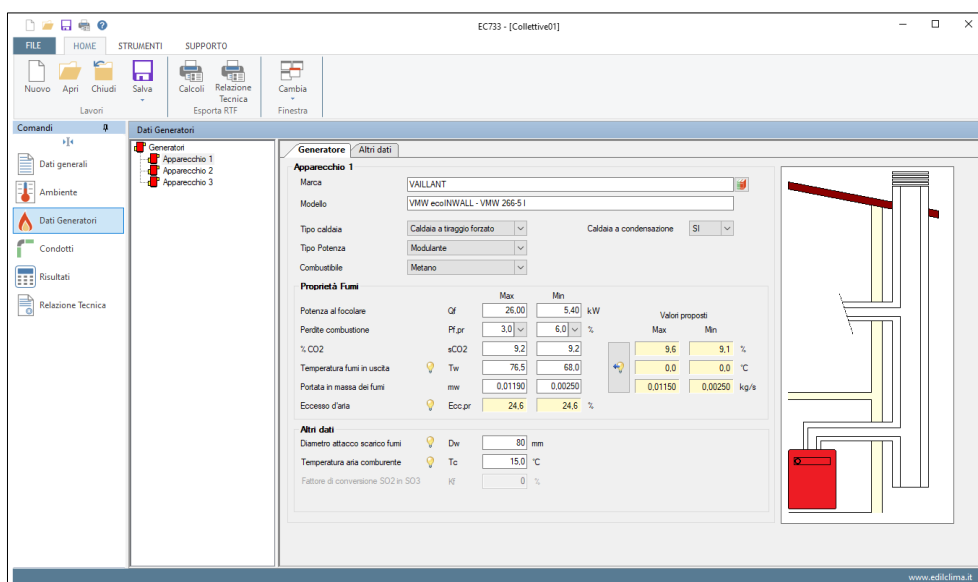 EC733 - [Collettive01]
FILE HOME STRUMENTI SUPPORTO
Nuovo Apri Chiudi Salva Calcoli Relazione Tecnica Cambia
Lavori Esporta RTF Finestra
Comandi Dati Generatori
Dati generali
Ambiente
Dati Generatori
Condotti
Risultati
Relazione Tecnica
Generatori
Apparecchio 1
Apparecchio 2
Apparecchio 3
Generatore Altri dati
Apparecchio 1
Marca VAILLANT
Modello VMW ecoINWALL - VMW 266-5 I
Tipo caldaia Caldaia a tiraggio forzato Caldaia a condensazione SI
Tipo Potenza Modulante
Combustibile Metano
Proprietà Fumi
Max Min
Potenza al focolare Qf 26,00 5,40 kW Valori proposti
Perdite combustione Pf,pr 3,0 6,0 % Max Min
% CO2 sCO2 9,2 9,2 9,6 9,1 %
Temperatura fumi in uscita Tw 76,5 68,0 0,0 0,0 °C
Portata in massa dei fumi mw 0,01190 0,00250 0,01150 0,00250 kg/s
Eccesso d'aria Ecc,pr 24,6 24,6 %
Altri dati
Diametro attacco scarico fumi Dw 80 mm
Temperatura aria comburente Tc 15,0 °C
Fattore di conversione SO2 in SO3 Kf 0 %
www.edilclima.it